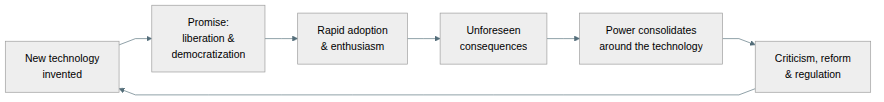 New technology
invented
Promise:
liberation &
democratization
Rapid adoption
& enthusiasm
Unforeseen
consequences
Power consolidates
around the technology
Criticism, reform
& regulation